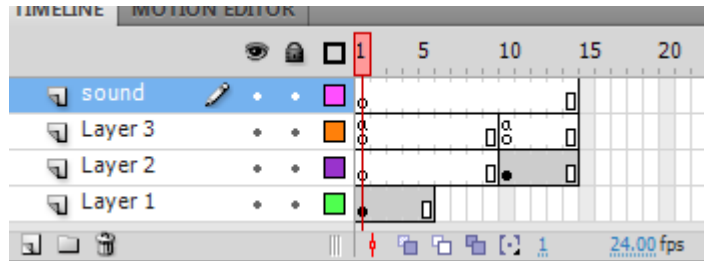 TIMELINE MOTION EDITOR
1 5 10 15 20
sound
a a
Layer 3
Layer 2
Layer 1
1 24.00 fps